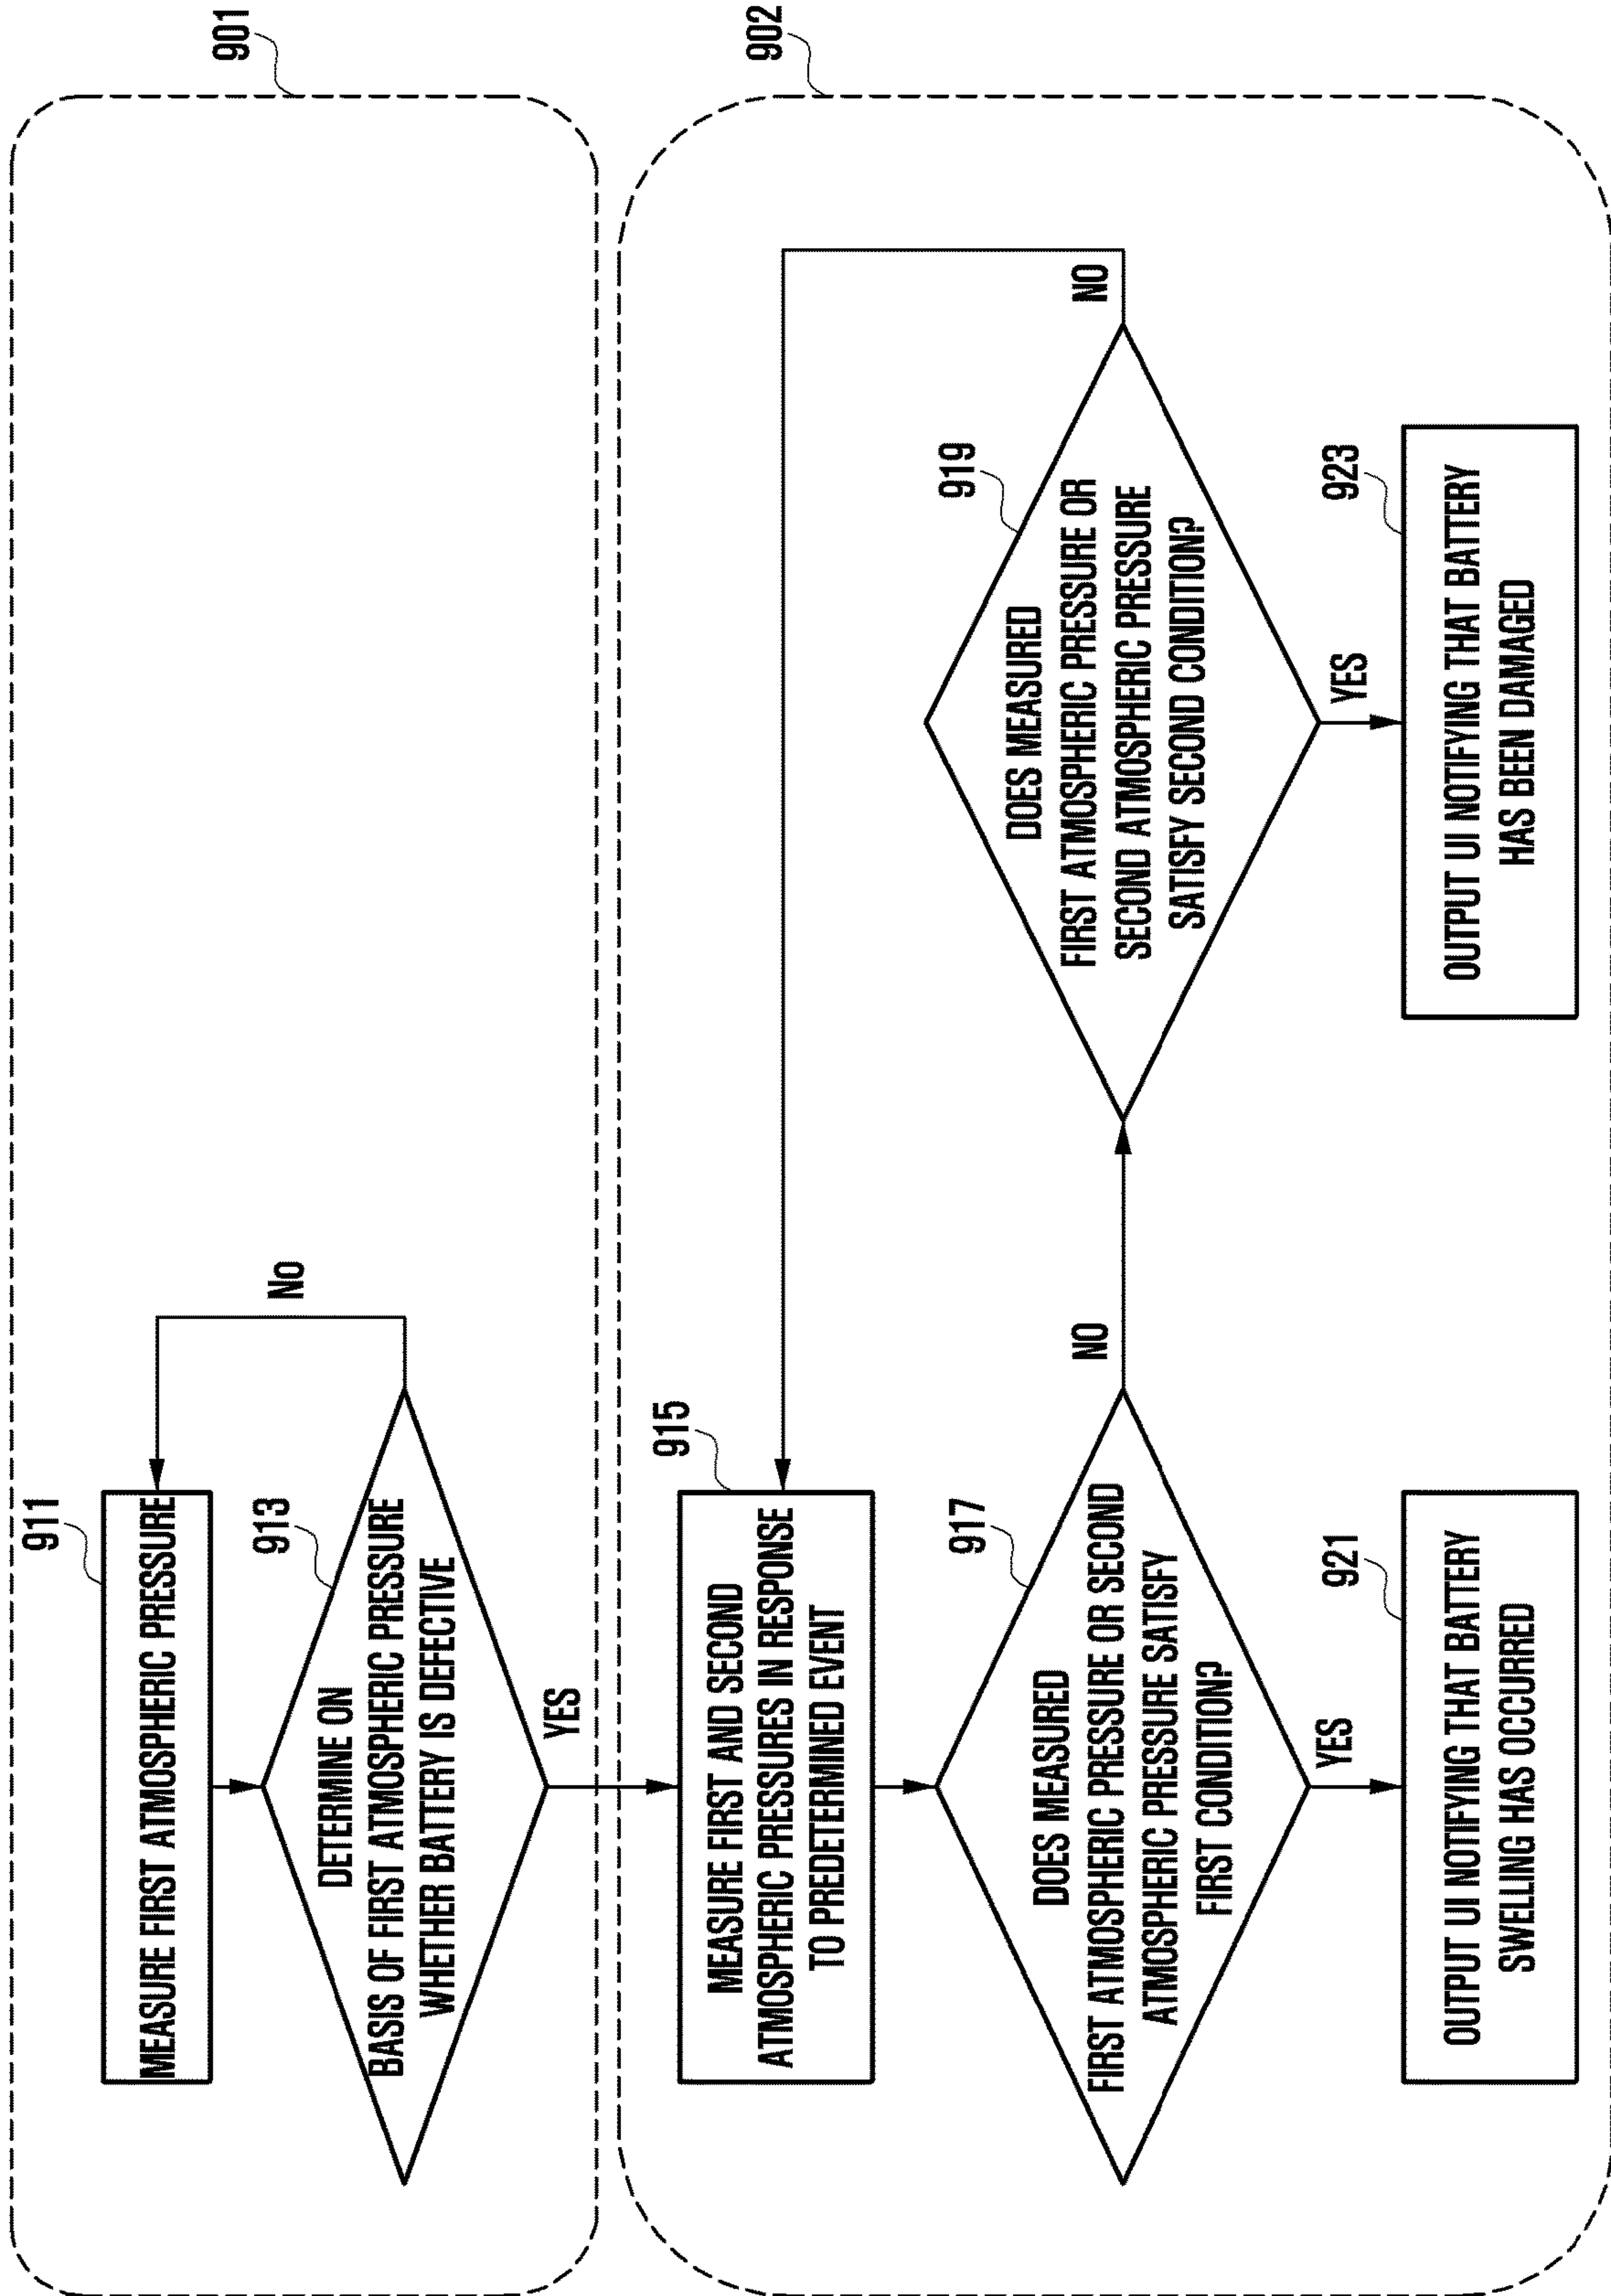 901
911
MEASURE FIRST ATMOSPHERIC PRESSURE
913
DETERMINE ON
BASIS OF FIRST ATMOSPHERIC PRESSURE
WHETHER BATTERY IS DEFECTIVE
No
YES
902
915
MEASURE FIRST AND SECOND
ATMOSPHERIC PRESSURES IN RESPONSE
TO PREDETERMINED EVENT
917
DOES MEASURED
FIRST ATMOSPHERIC PRESSURE OR SECOND
ATMOSPHERIC PRESSURE SATISFY
FIRST CONDITION?
NO
YES
919
DOES MEASURED
FIRST ATMOSPHERIC PRESSURE OR
SECOND ATMOSPHERIC PRESSURE
SATISFY SECOND CONDITION?
NO
YES
921
OUTPUT UI NOTIFYING THAT BATTERY
SWELLING HAS OCCURRED
923
OUTPUT UI NOTIFYING THAT BATTERY
HAS BEEN DAMAGED